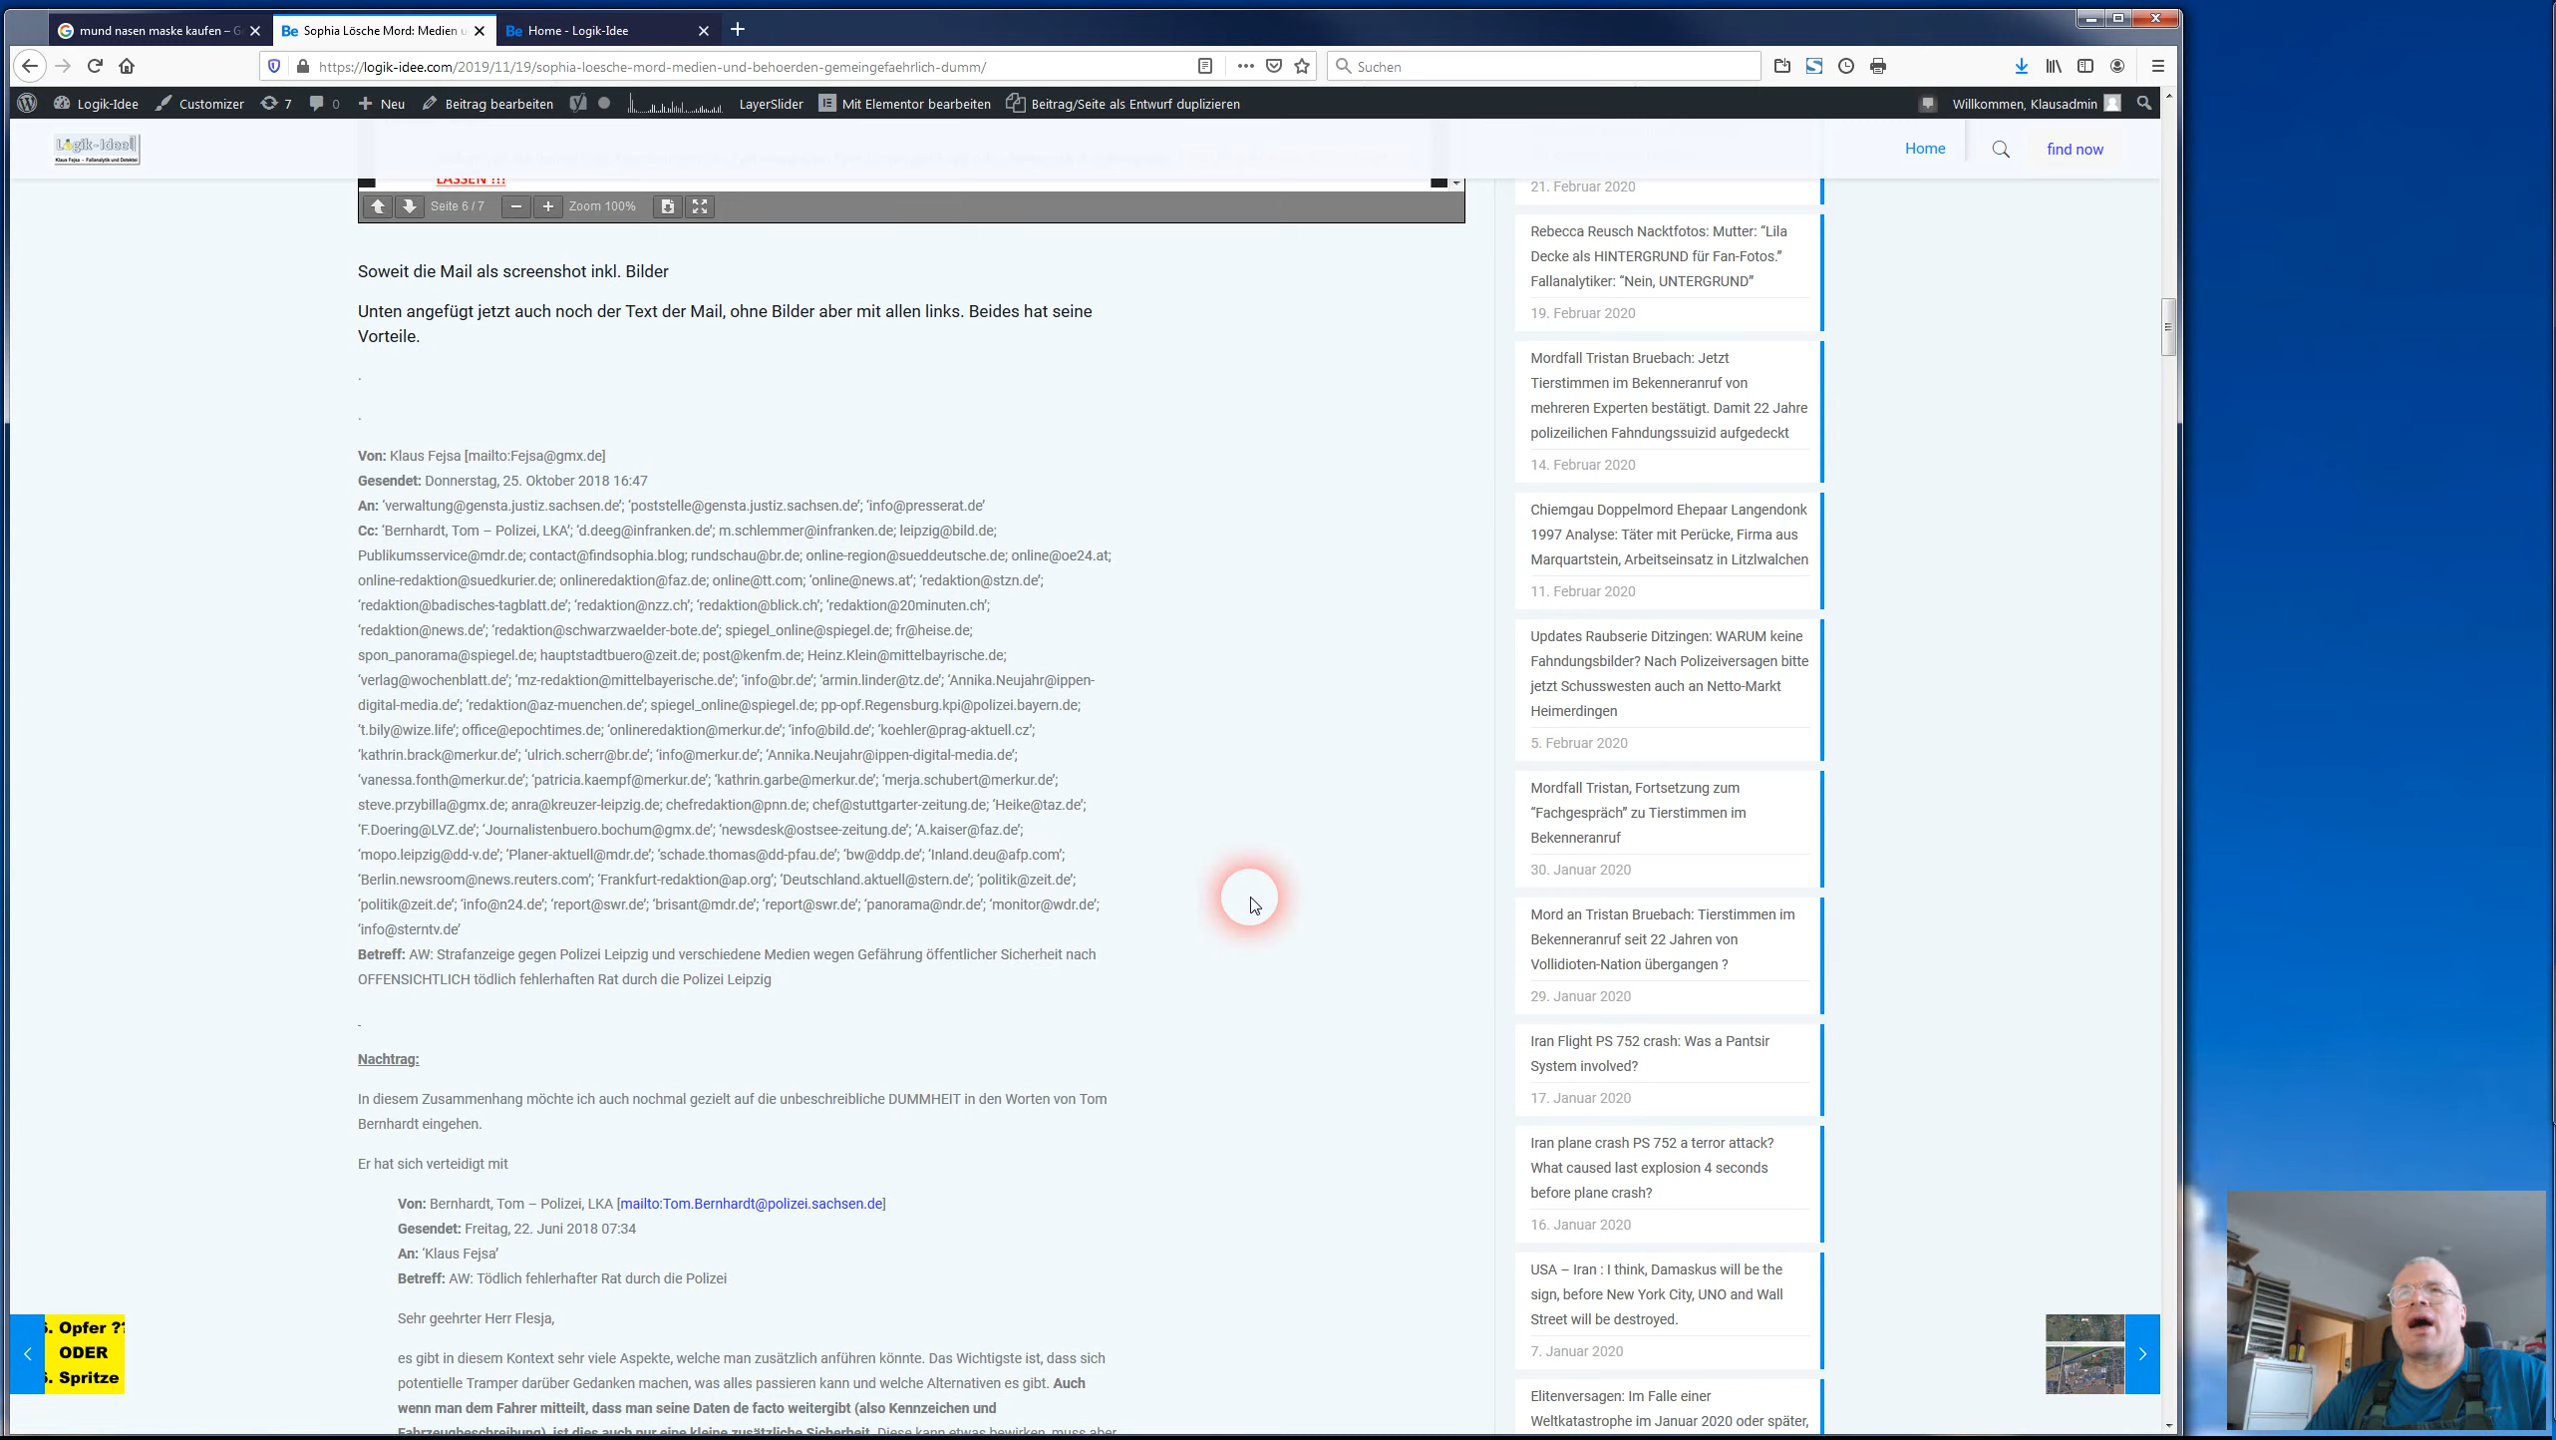 mund nasen maske kaufen – G
Sophia Lösche Mord: Medien u
Home - Logik-Idee
https://logik-idee.com/2019/11/19/sophia-loesche-mord-medien-und-behoerden-gemeingefaehrlich-dumm/
Suchen
Logik-Idee
Customizer
7
0
Neu
Beitrag bearbeiten
LayerSlider
Mit Elementor bearbeiten
Beitrag/Seite als Entwurf duplizieren
Willkommen, Klausadmin
Logik-Idee!
Klaus Fejsa – Fallanalytik und Detektei
Home
find now
LASSEN !!!
Seite 6 / 7
Zoom 100%
Soweit die Mail als screenshot inkl. Bilder
Unten angefügt jetzt auch noch der Text der Mail, ohne Bilder aber mit allen links. Beides hat seine
Vorteile.
.
.
Von: Klaus Fejsa [mailto:Fejsa@gmx.de]
Gesendet: Donnerstag, 25. Oktober 2018 16:47
An: ‘verwaltung@gensta.justiz.sachsen.de’; ‘poststelle@gensta.justiz.sachsen.de’; ‘info@presserat.de’
Cc: ‘Bernhardt, Tom – Polizei, LKA’; ‘d.deeg@infranken.de’; m.schlemmer@infranken.de; leipzig@bild.de;
Publikumsservice@mdr.de; contact@findsophia.blog; rundschau@br.de; online-region@sueddeutsche.de; online@oe24.at;
online-redaktion@suedkurier.de; onlineredaktion@faz.de; online@tt.com; ‘online@news.at’; ‘redaktion@stzn.de’;
‘redaktion@badisches-tagblatt.de’; ‘redaktion@nzz.ch’; ‘redaktion@blick.ch’; ‘redaktion@20minuten.ch’;
‘redaktion@news.de’; ‘redaktion@schwarzwaelder-bote.de’; spiegel_online@spiegel.de; fr@heise.de;
spon_panorama@spiegel.de; hauptstadtbuero@zeit.de; post@kenfm.de; Heinz.Klein@mittelbayrische.de;
‘verlag@wochenblatt.de’; ‘mz-redaktion@mittelbayerische.de’; ‘info@br.de’; ‘armin.linder@tz.de’; ‘Annika.Neujahr@ippen-
digital-media.de’; ‘redaktion@az-muenchen.de’; spiegel_online@spiegel.de; pp-opf.Regensburg.kpi@polizei.bayern.de;
‘t.bily@wize.life’; office@epochtimes.de; ‘onlineredaktion@merkur.de’; ‘info@bild.de’; ‘koehler@prag-aktuell.cz’;
‘kathrin.brack@merkur.de’; ‘ulrich.scherr@br.de; ‘info@merkur.de’; ‘Annika.Neujahr@ippen-digital-media.de’;
‘vanessa.fonth@merkur.de’; ‘patricia.kaempf@merkur.de’; ‘kathrin.garbe@merkur.de’; ‘merja.schubert@merkur.de’;
steve.przybilla@gmx.de; anra@kreuzer-leipzig.de; chefredaktion@pnn.de; chef@stuttgarter-zeitung.de; ‘Heike@taz.de’;
‘F.Doering@LVZ.de’; ‘Journalistenbuero.bochum@gmx.de’; ‘newsdesk@ostsee-zeitung.de’; ‘A.kaiser@faz.de’;
‘mopo.leipzig@dd-v.de’; ‘Planer-aktuell@mdr.de’; ‘schade.thomas@dd-pfau.de’; ‘bw@ddp.de’; ‘Inland.deu@afp.com’;
‘Berlin.newsroom@news.reuters.com’; ‘Frankfurt-redaktion@ap.org’; ‘Deutschland.aktuell@stern.de’; ‘politik@zeit.de’;
‘politik@zeit.de’; ‘info@n24.de’; ‘report@swr.de’; ‘brisant@mdr.de’; ‘report@swr.de’; ‘panorama@ndr.de’; ‘monitor@wdr.de’;
‘info@sterntv.de’
Betreff: AW: Strafanzeige gegen Polizei Leipzig und verschiedene Medien wegen Gefährung öffentlicher Sicherheit nach
OFFENSICHTLICH tödlich fehlerhaften Rat durch die Polizei Leipzig
Nachtrag:
In diesem Zusammenhang möchte ich auch nochmal gezielt auf die unbeschreibliche DUMMHEIT in den Worten von Tom
Bernhardt eingehen.
Er hat sich verteidigt mit
Von: Bernhardt, Tom – Polizei, LKA [mailto:Tom.Bernhardt@polizei.sachsen.de]
Gesendet: Freitag, 22. Juni 2018 07:34
An: ‘Klaus Fejsa’
Betreff: AW: Tödlich fehlerhafter Rat durch die Polizei
Sehr geehrter Herr Flesja,
es gibt in diesem Kontext sehr viele Aspekte, welche man zusätzlich anführen könnte. Das Wichtigste ist, dass sich
potentielle Tramper darüber Gedanken machen, was alles passieren kann und welche Alternativen es gibt. Auch
wenn man dem Fahrer mitteilt, dass man seine Daten de facto weitergibt (also Kennzeichen und
Fahrzeugbeschreibung), ist dies auch nur eine kleine zusätzliche Sicherheit. Diese kann etwas bewirken, muss aber
21. Februar 2020
Rebecca Reusch Nacktfotos: Mutter: “Lila
Decke als HINTERGRUND für Fan-Fotos.”
Fallanalytiker: “Nein, UNTERGRUND”
19. Februar 2020
Mordfall Tristan Bruebach: Jetzt
Tierstimmen im Bekenneranruf von
mehreren Experten bestätigt. Damit 22 Jahre
polizeilichen Fahndungssuizid aufgedeckt
14. Februar 2020
Chiemgau Doppelmord Ehepaar Langendonk
1997 Analyse: Täter mit Perücke, Firma aus
Marquartstein, Arbeitseinsatz in Litzlwalchen
11. Februar 2020
Updates Raubserie Ditzingen: WARUM keine
Fahndungsbilder? Nach Polizeiversagen bitte
jetzt Schusswesten auch an Netto-Markt
Heimerdingen
5. Februar 2020
Mordfall Tristan, Fortsetzung zum
“Fachgespräch” zu Tierstimmen im
Bekenneranruf
30. Januar 2020
Mord an Tristan Bruebach: Tierstimmen im
Bekenneranruf seit 22 Jahren von
Vollidioten-Nation übergangen ?
29. Januar 2020
Iran Flight PS 752 crash: Was a Pantsir
System involved?
17. Januar 2020
Iran plane crash PS 752 a terror attack?
What caused last explosion 4 seconds
before plane crash?
16. Januar 2020
USA – Iran : I think, Damaskus will be the
sign, before New York City, UNO and Wall
Street will be destroyed.
7. Januar 2020
Elitenversagen: Im Falle einer
Weltkatastrophe im Januar 2020 oder später,
6. Opfer ??
ODER
6. Spritze